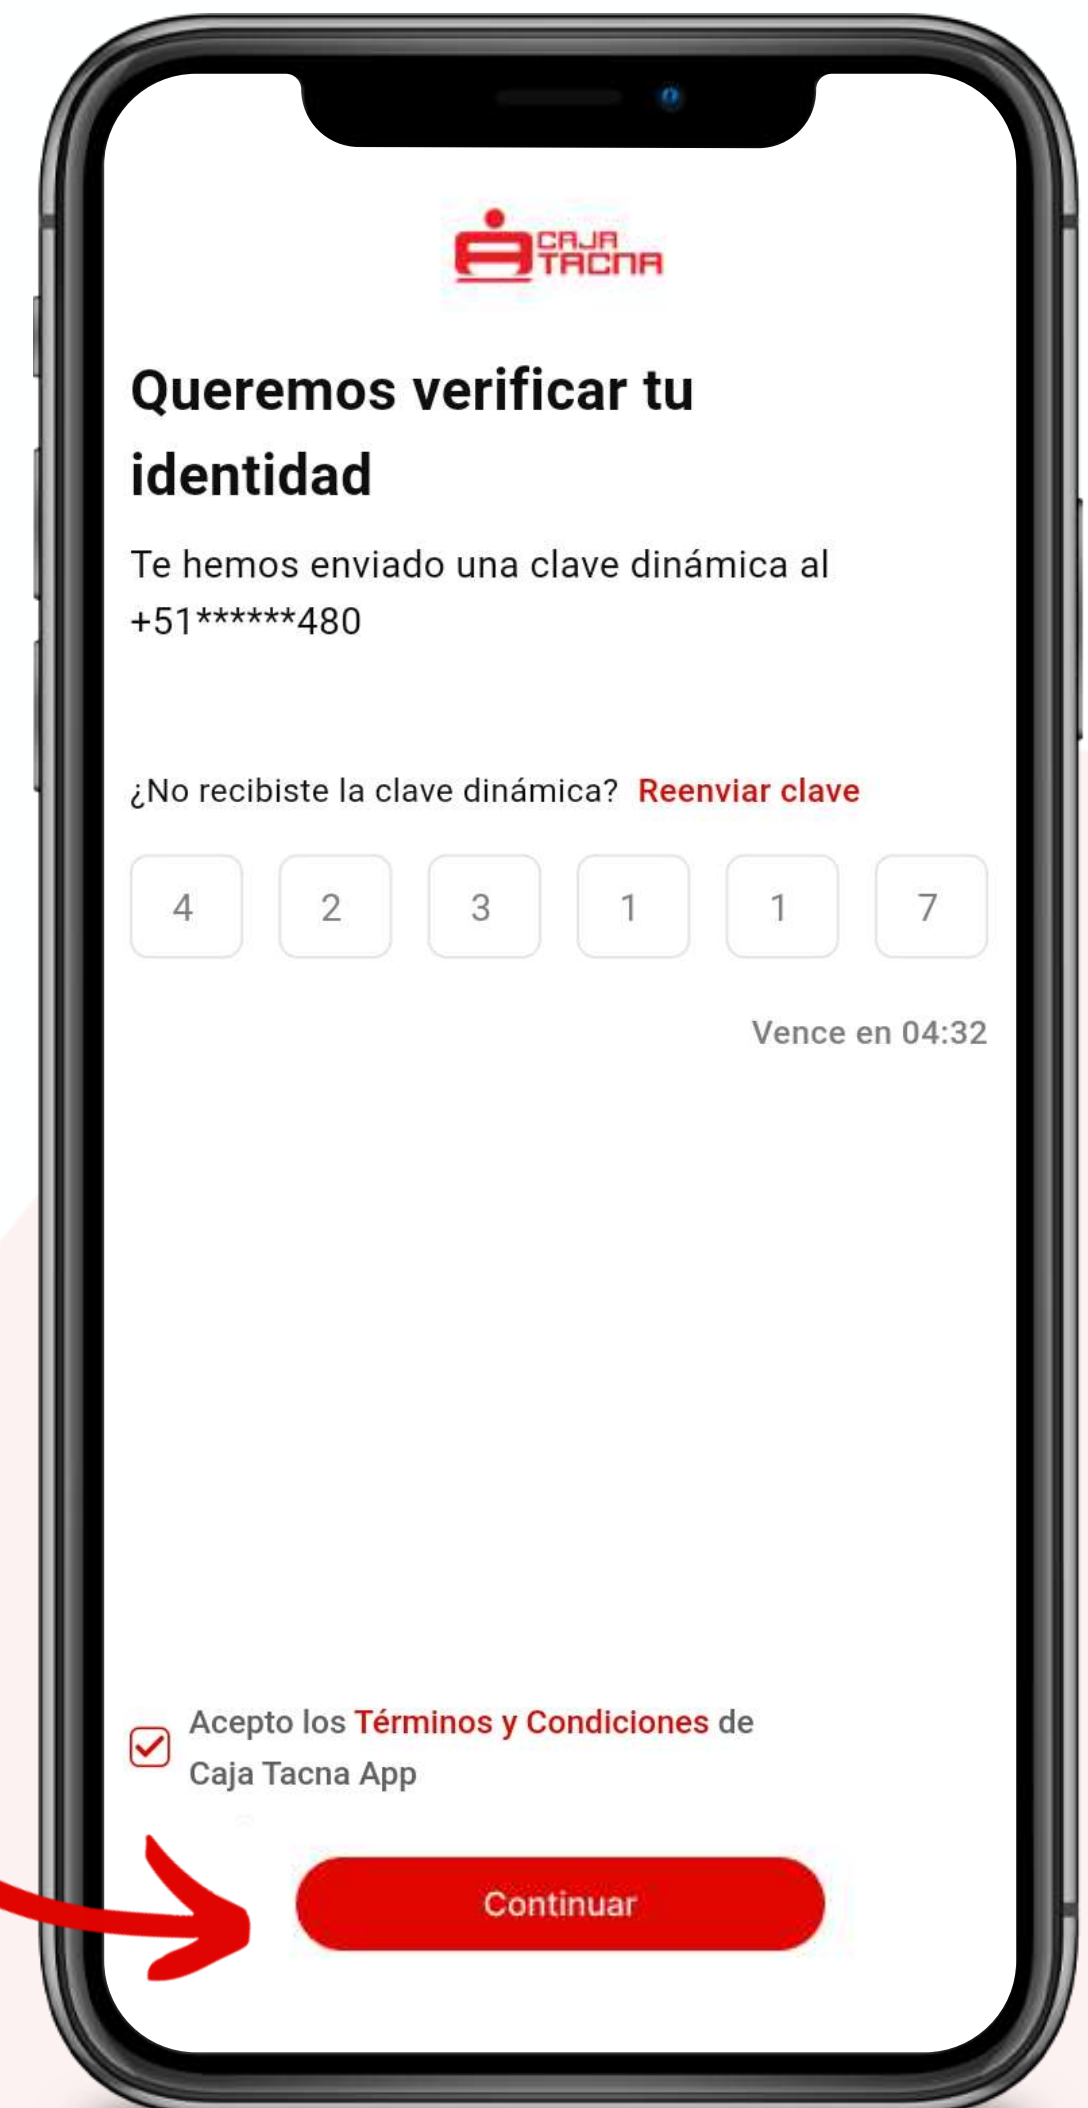 CAJA
TACNA
Queremos verificar tu
identidad
Te hemos enviado una clave dinámica al
+51******480
¿No recibiste la clave dinámica? Reenviar clave
4 2 3 1 1 7
Vence en 04:32
Acepto los Términos y Condiciones de
Caja Tacna App
Continuar